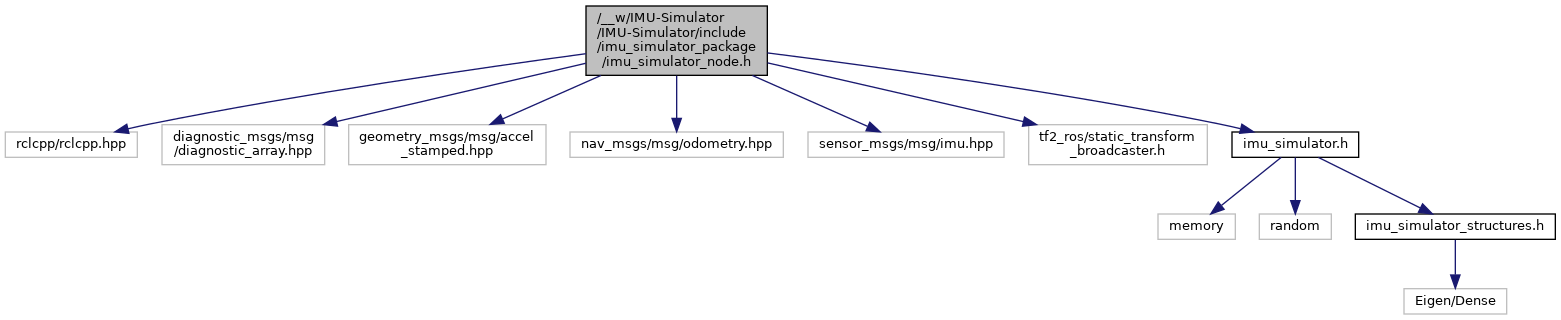 /__w/IMU-Simulator
/IMU-Simulator/include
/imu_simulator_package
/imu_simulator_node.h
rclcpp/rclcpp.hpp
diagnostic_msgs/msg
/diagnostic_array.hpp
geometry_msgs/msg/accel
_stamped.hpp
nav_msgs/msg/odometry.hpp
sensor_msgs/msg/imu.hpp
tf2_ros/static_transform
_broadcaster.h
imu_simulator.h
memory
random
imu_simulator_structures.h
Eigen/Dense